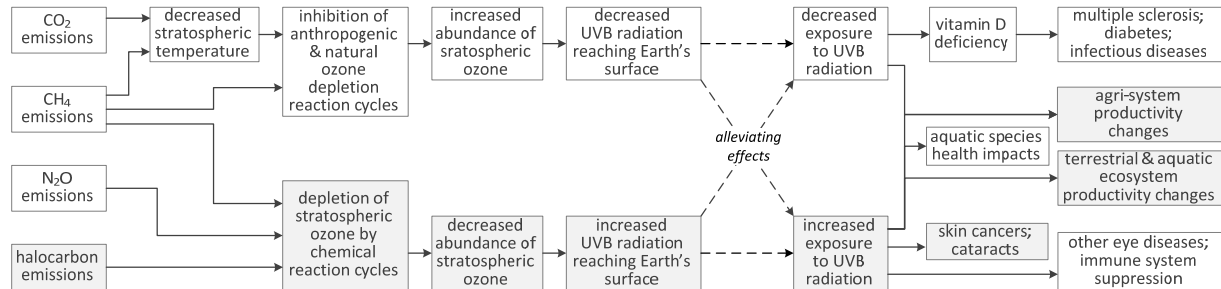 CO2
emissions
decreased
stratospheric
temperature
inhibition of
anthropogenic
& natural
ozone
depletion
reaction cycles
increased
abundance of
sratospheric
ozone
decreased
UVB radiation
reaching Earth's
surface
decreased
exposure
to UVB
radiation
vitamin D
deficiency
multiple sclerosis;
diabetes;
infectious diseases
CH4
emissions
alleviating
effects
agri-system
productivity
changes
aquatic species
health impacts
terrestrial & aquatic
ecosystem
productivity changes
N2O
emissions
halocarbon
emissions
depletion of
stratospheric
ozone by
chemical
reaction cycles
decreased
abundance of
stratospheric
ozone
increased
UVB radiation
reaching Earth's
surface
increased
exposure
to UVB
radiation
skin cancers;
cataracts
other eye diseases;
immune system
suppression